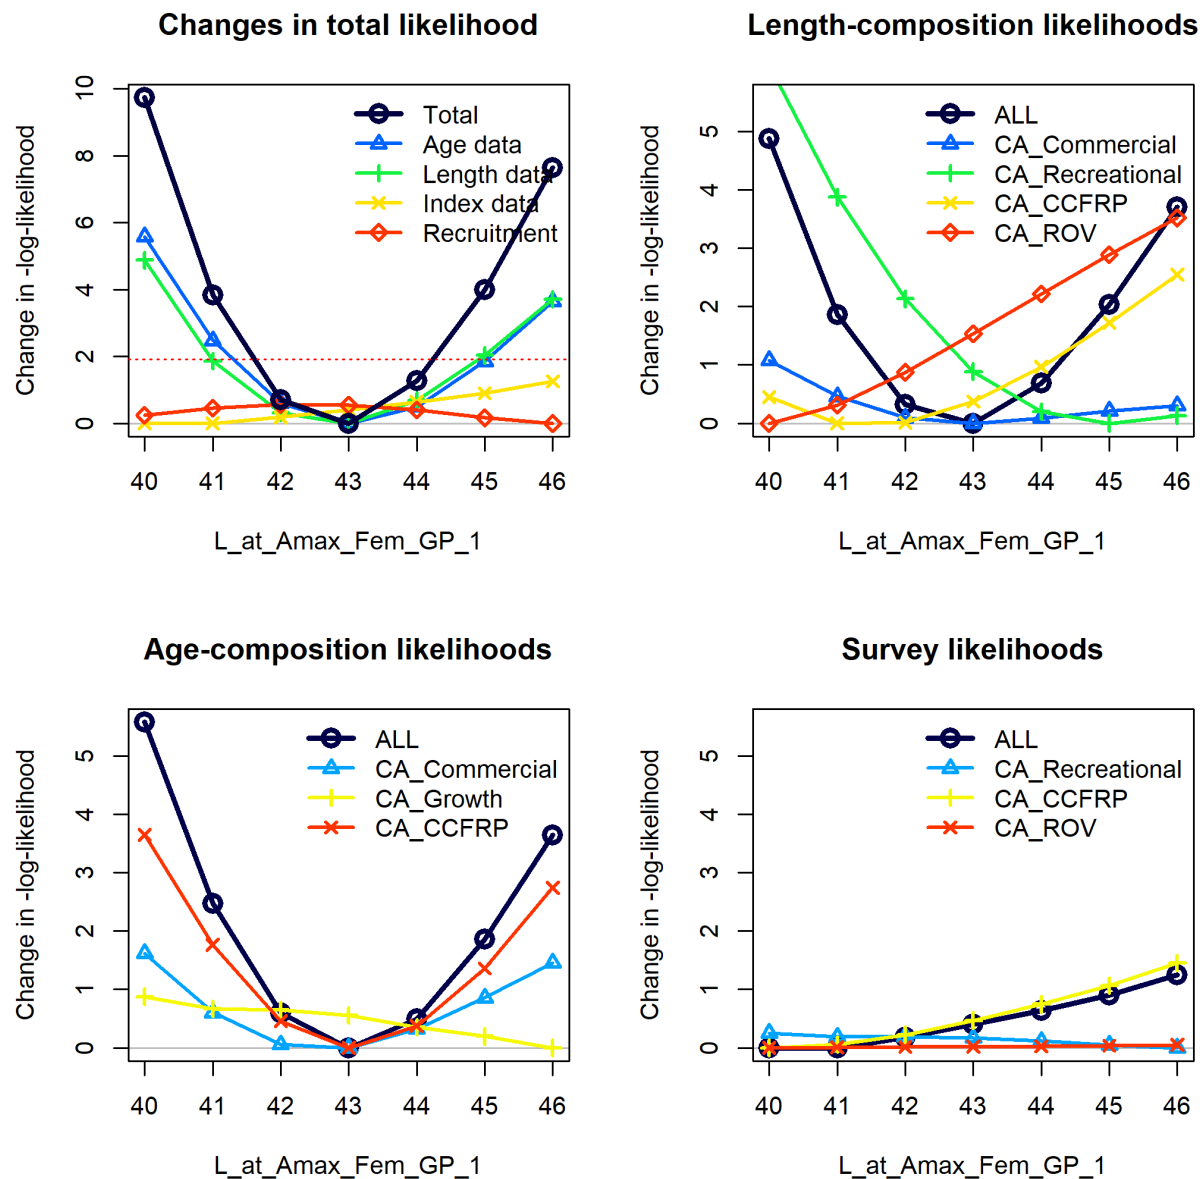 Changes in total likelihood
Change in -log-likelihood
0 2 4 6 8 10
Total
Age data
Length data
Index data
Recruitment
40 41 42 43 44 45 46
L_at_Amax_Fem_GP_1
Length-composition likelihoods
Change in -log-likelihood
0 1 2 3 4 5
ALL
CA_Commercial
CA_Recreational
CA_CCFRP
CA_ROV
40 41 42 43 44 45 46
L_at_Amax_Fem_GP_1
Age-composition likelihoods
Change in -log-likelihood
0 1 2 3 4 5
ALL
CA_Commercial
CA_Growth
CA_CCFRP
40 41 42 43 44 45 46
L_at_Amax_Fem_GP_1
Survey likelihoods
Change in -log-likelihood
0 1 2 3 4 5
ALL
CA_Recreational
CA_CCFRP
CA_ROV
40 41 42 43 44 45 46
L_at_Amax_Fem_GP_1